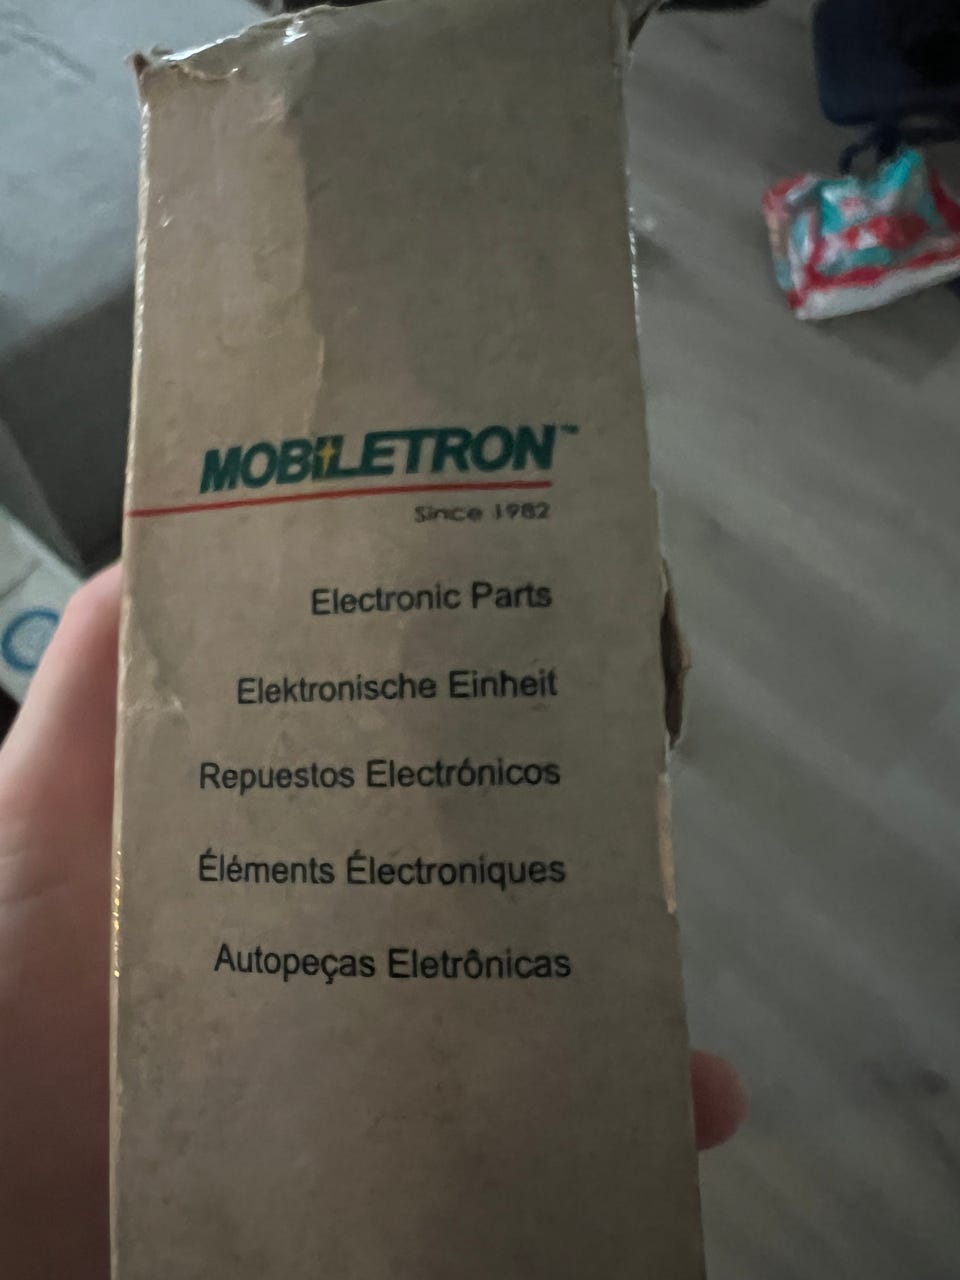 MOBiLETRON™
Since 1982
Electronic Parts
Elektronische Einheit
Repuestos Electrónicos
Éléments Électroniques
Autopeças Eletrônicas